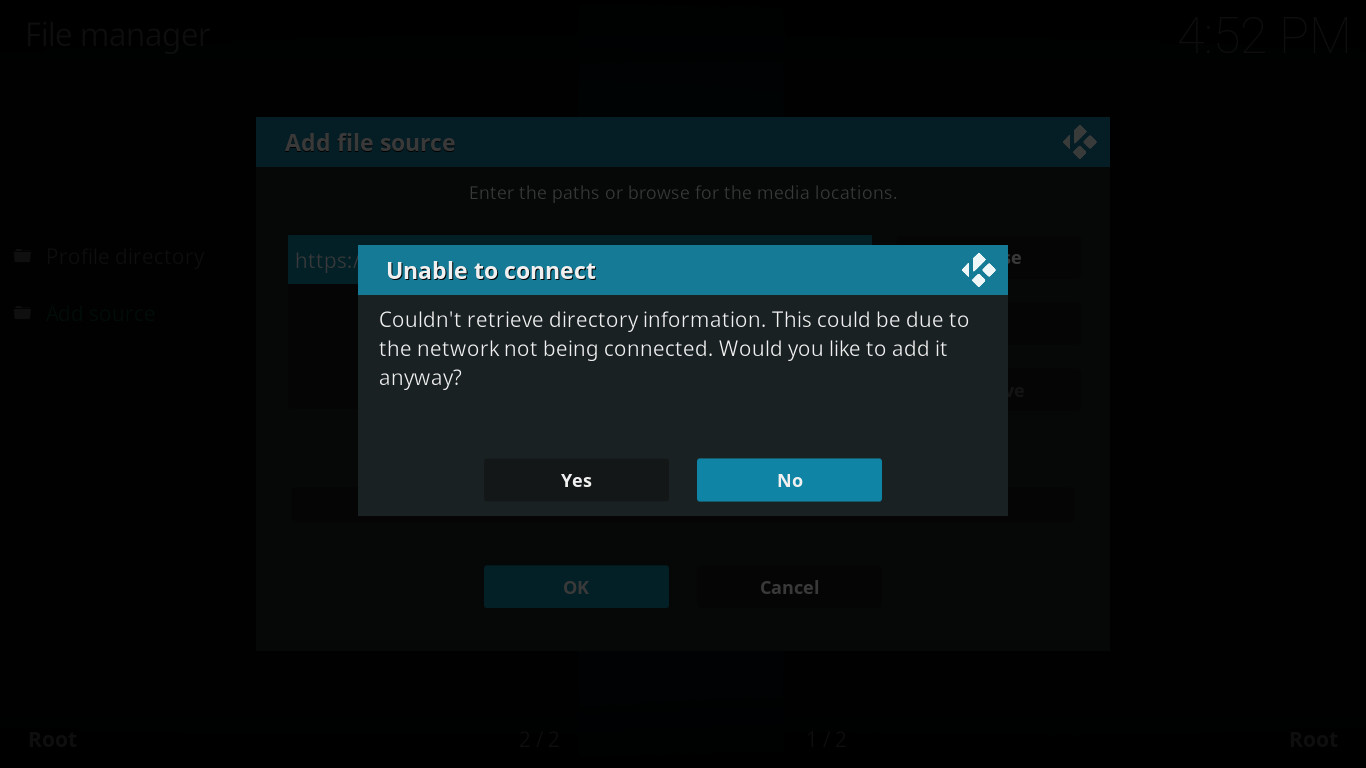 File manager
4:52 PM
Add file source
Enter the paths or browse for the media locations.
Profile directory
https:/
Unable to connect
Add source
Couldn't retrieve directory information. This could be due to
the network not being connected. Would you like to add it
anyway?
Yes
No
OK
Cancel
Root
2 / 2
1 / 2
Root